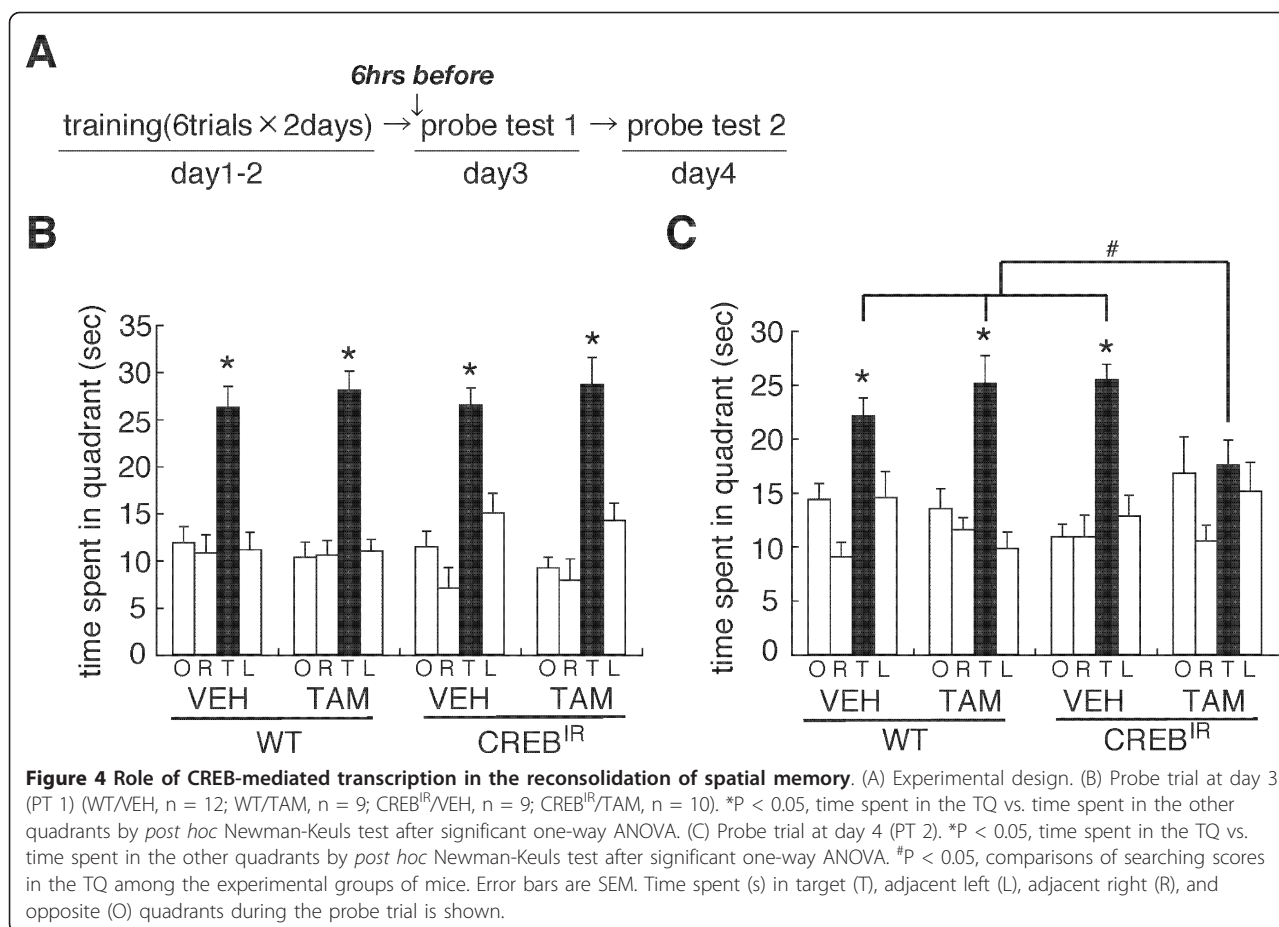 A
6hrs before
↓
training(6trials×2days) → probe test 1 → probe test 2
day1-2 day3 day4
B
time spent in quadrant (sec)
35
30
25
20
15
10
5
0
* * * *
O R T L O R T L O R T L O R T L
VEH TAM VEH TAM
WT CREB^IR
C
#
time spent in quadrant (sec)
30
25
20
15
10
5
0
* * *
O R T L O R T L O R T L O R T L
VEH TAM VEH TAM
WT CREB^IR
Figure 4 Role of CREB-mediated transcription in the reconsolidation of spatial memory. (A) Experimental design. (B) Probe trial at day 3
(PT 1) (WT/VEH, n = 12; WT/TAM, n = 9; CREB^IR/VEH, n = 9; CREB^IR/TAM, n = 10). *P < 0.05, time spent in the TQ vs. time spent in the other
quadrants by post hoc Newman-Keuls test after significant one-way ANOVA. (C) Probe trial at day 4 (PT 2). *P < 0.05, time spent in the TQ vs.
time spent in the other quadrants by post hoc Newman-Keuls test after significant one-way ANOVA. #P < 0.05, comparisons of searching scores
in the TQ among the experimental groups of mice. Error bars are SEM. Time spent (s) in target (T), adjacent left (L), adjacent right (R), and
opposite (O) quadrants during the probe trial is shown.